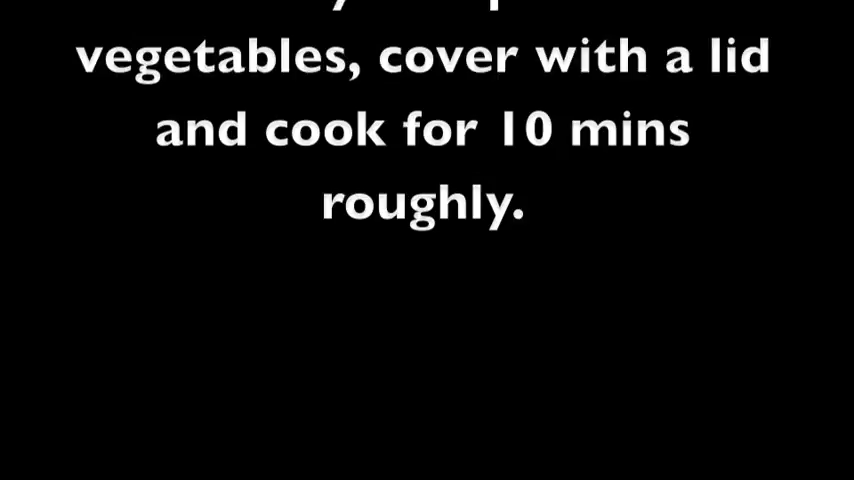 vegetables, cover with a lid
and cook for 10 mins
roughly.